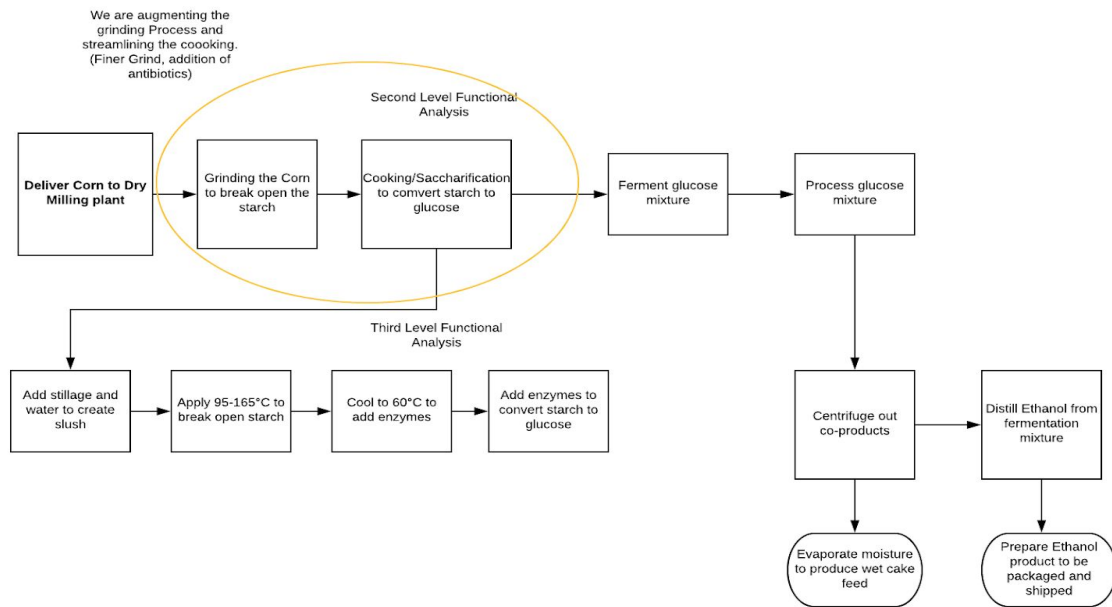 We are augmenting the
grinding Process and
streamlining the coooking.
(Finer Grind, addition of
antibiotics)
Second Level Functional
Analysis
Deliver Corn to Dry
Milling plant
Grinding the Corn
to break open the
starch
Cooking/Saccharification
to comvert starch to
glucose
Ferment glucose
mixture
Process glucose
mixture
Third Level Functional
Analysis
Add stillage and
water to create
slush
Apply 95-165°C to
break open starch
Cool to 60°C to
add enzymes
Add enzymes to
convert starch to
glucose
Centrifuge out
co-products
Distill Ethanol from
fermentation
mixture
Evaporate moisture
to produce wet cake
feed
Prepare Ethanol
product to be
packaged and
shipped